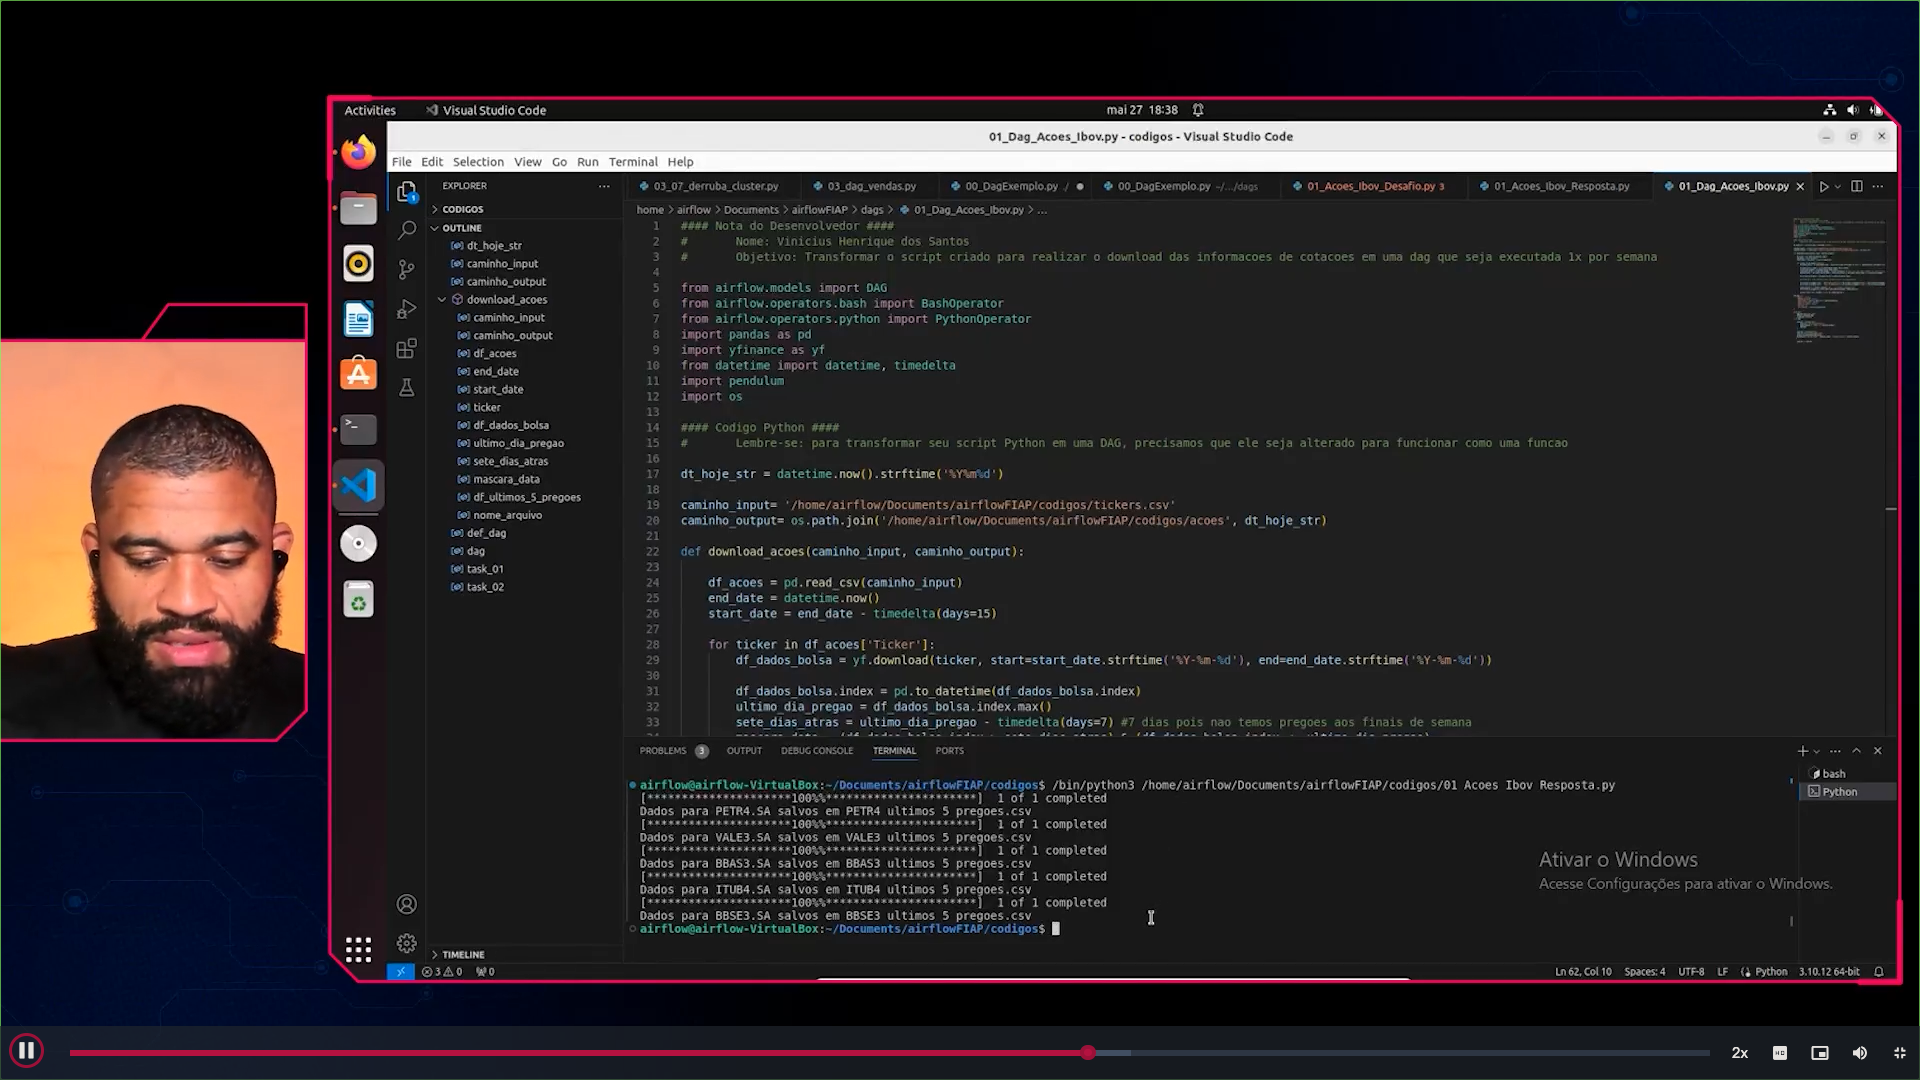 Activities
Visual Studio Code
mai 27 18:38
01_Dag_Acoes_Ibov.py - codigos - Visual Studio Code
File Edit Selection View Go Run Terminal Help
EXPLORER
CODIGOS
OUTLINE
dt_hoje_str
caminho_input
caminho_output
download_acoes
caminho_input
caminho_output
df_acoes
end_date
start_date
ticker
df_dados_bolsa
ultimo_dia_pregao
sete_dias_atras
mascara_data
df_ultimos_5_pregoes
nome_arquivo
def_dag
dag
task_01
task_02
TIMELINE
03_07_derruba_cluster.py 03_dag_vendas.py 00_DagExemplo.py / 00_DagExemplo.py ~/.../dags 01_Acoes_Ibov_Desafio.py 3 01_Acoes_Ibov_Resposta.py 01_Dag_Acoes_Ibov.py
home > airflow > Documents > airflowFIAP > dags > 01_Dag_Acoes_Ibov.py > ...
1 #### Nota do Desenvolvedor ####
2 # Nome: Vinicius Henrique dos Santos
3 # Objetivo: Transformar o script criado para realizar o download das informacoes de cotacoes em uma dag que seja executada 1x por semana
4
5 from airflow.models import DAG
6 from airflow.operators.bash import BashOperator
7 from airflow.operators.python import PythonOperator
8 import pandas as pd
9 import yfinance as yf
10 from datetime import datetime, timedelta
11 import pendulum
12 import os
13
14 #### Codigo Python ####
15 # Lembre-se: para transformar seu script Python em uma DAG, precisamos que ele seja alterado para funcionar como uma funcao
16
17 dt_hoje_str = datetime.now().strftime('%Y%m%d')
18
19 caminho_input= '/home/airflow/Documents/airflowFIAP/codigos/tickers.csv'
20 caminho_output= os.path.join('/home/airflow/Documents/airflowFIAP/codigos/acoes', dt_hoje_str)
21
22 def download_acoes(caminho_input, caminho_output):
23
24 df_acoes = pd.read_csv(caminho_input)
25 end_date = datetime.now()
26 start_date = end_date - timedelta(days=15)
27
28 for ticker in df_acoes['Ticker']:
29 df_dados_bolsa = yf.download(ticker, start=start_date.strftime('%Y-%m-%d'), end=end_date.strftime('%Y-%m-%d'))
30
31 df_dados_bolsa.index = pd.to_datetime(df_dados_bolsa.index)
32 ultimo_dia_pregao = df_dados_bolsa.index.max()
33 sete_dias_atras = ultimo_dia_pregao - timedelta(days=7) #7 dias pois nao temos pregoes aos finais de semana
PROBLEMS 3 OUTPUT DEBUG CONSOLE TERMINAL PORTS
airflow@airflow-VirtualBox:~/Documents/airflowFIAP/codigos$ /bin/python3 /home/airflow/Documents/airflowFIAP/codigos/01 Acoes Ibov Resposta.py
[**********************100%%**********************] 1 of 1 completed
Dados para PETR4.SA salvos em PETR4 ultimos 5 pregoes.csv
[**********************100%%**********************] 1 of 1 completed
Dados para VALE3.SA salvos em VALE3 ultimos 5 pregoes.csv
[**********************100%%**********************] 1 of 1 completed
Dados para BBAS3.SA salvos em BBAS3 ultimos 5 pregoes.csv
[**********************100%%**********************] 1 of 1 completed
Dados para ITUB4.SA salvos em ITUB4 ultimos 5 pregoes.csv
[**********************100%%**********************] 1 of 1 completed
Dados para BBSE3.SA salvos em BBSE3 ultimos 5 pregoes.csv
airflow@airflow-VirtualBox:~/Documents/airflowFIAP/codigos$
bash
Python
Ativar o Windows
Acesse Configurações para ativar o Windows.
3 0 0
Ln 62, Col 10 Spaces: 4 UTF-8 LF Python 3.10.12 64-bit
2x